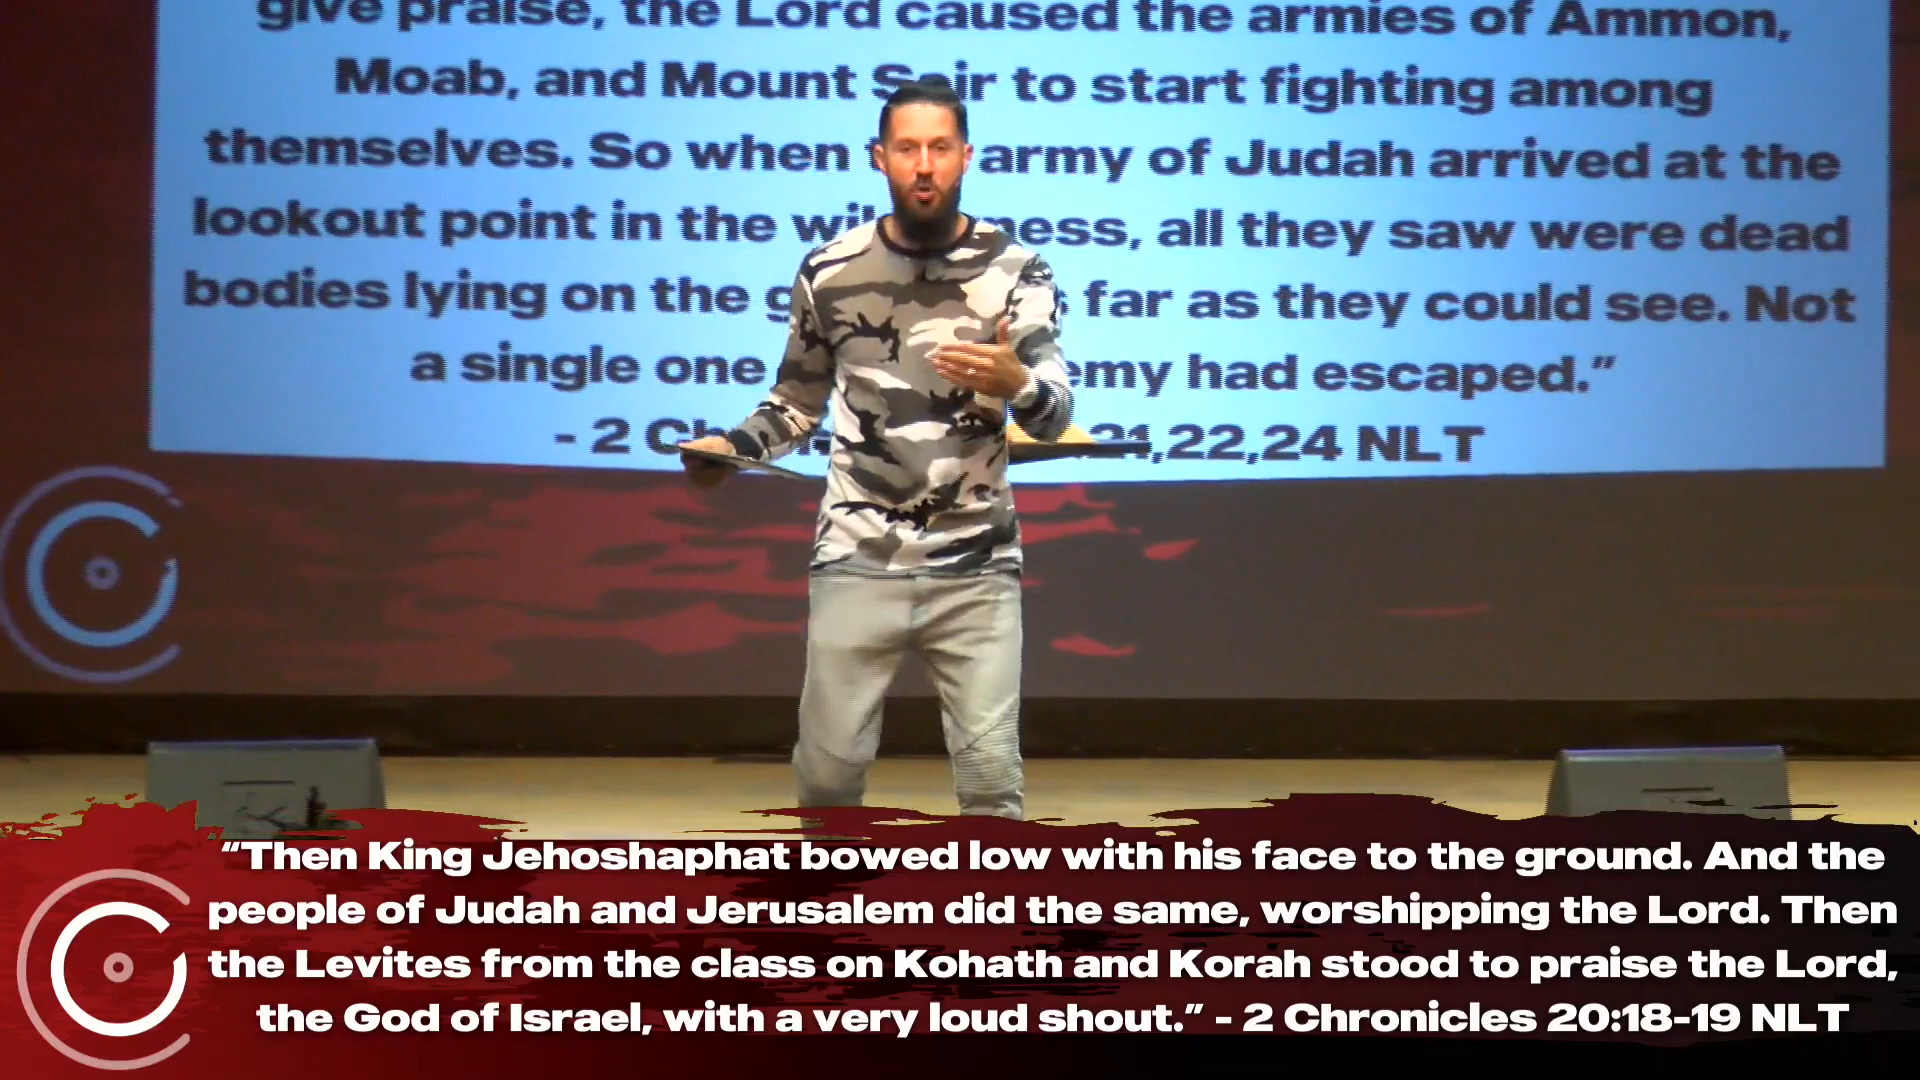 give praise, the Lord caused the armies of Ammon,
Moab, and Mount Seir to start fighting among
themselves. So when army of Judah arrived at the
lookout point in the all they saw were dead
bodies lying on the far as they could see. Not
a single one had escaped.”
- 2 21,22,24 NLT
“Then King Jehoshaphat bowed low with his face to the ground. And the
people of Judah and Jerusalem did the same, worshipping the Lord. Then
the Levites from the class on Kohath and Korah stood to praise the Lord,
the God of Israel, with a very loud shout.” - 2 Chronicles 20:18-19 NLT